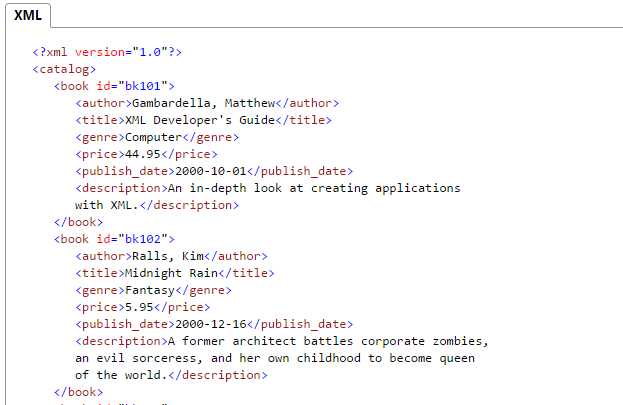 XML
<?xml version="1.0"?>
<catalog>
<book id="bk101">
<author>Gambardella, Matthew</author>
<title>XML Developer's Guide</title>
<genre>Computer</genre>
<price>44.95</price>
<publish_date>2000-10-01</publish_date>
<description>An in-depth look at creating applications
with XML.</description>
</book>
<book id="bk102">
<author>Ralls, Kim</author>
<title>Midnight Rain</title>
<genre>Fantasy</genre>
<price>5.95</price>
<publish_date>2000-12-16</publish_date>
<description>A former architect battles corporate zombies,
an evil sorceress, and her own childhood to become queen
of the world.</description>
</book>